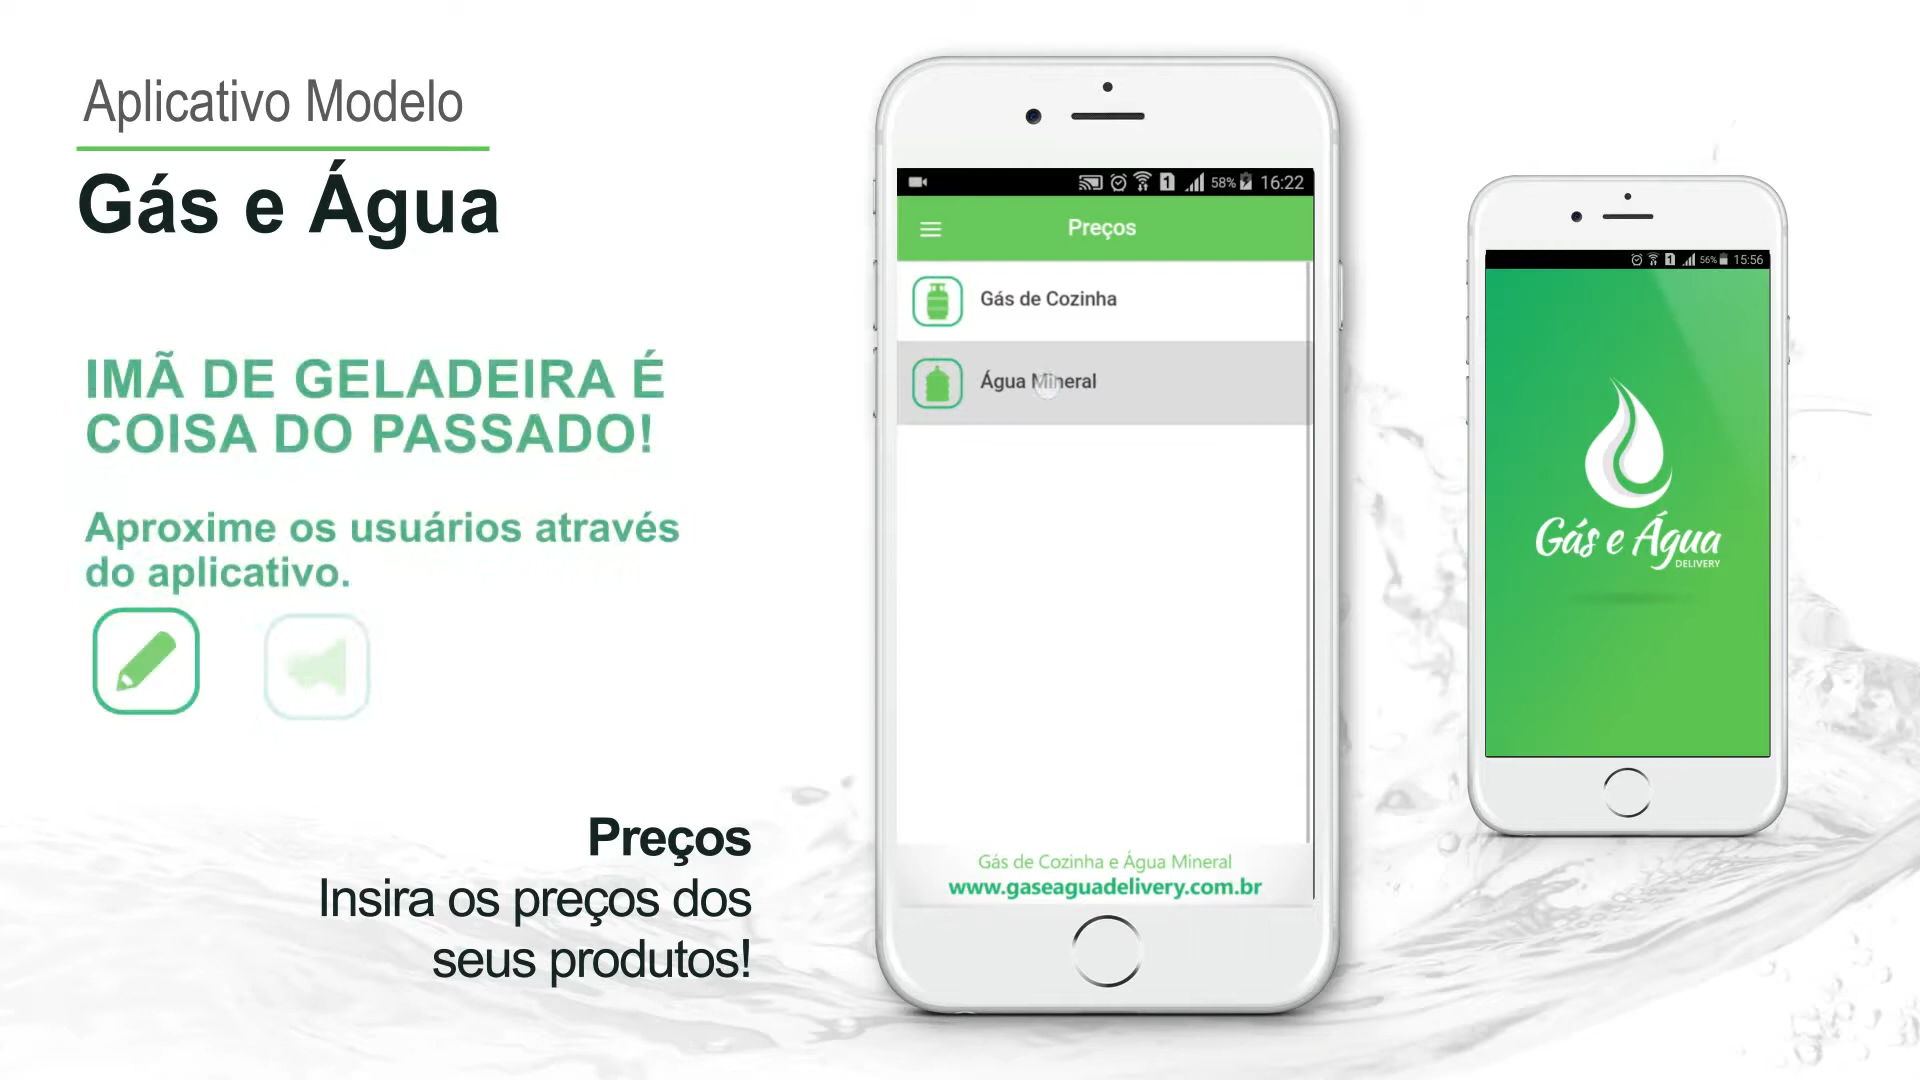 Aplicativo Modelo
Gás e Água
IMÃ DE GELADEIRA É
COISA DO PASSADO!
Aproxime os usuários através
do aplicativo.
Preços
Insira os preços dos
seus produtos!
1 58% 16:22
Preços
Gás de Cozinha
Água Mineral
Gás de Cozinha e Água Mineral
www.gaseaguadelivery.com.br
1 56% 15:56
Gás e Água
DELIVERY